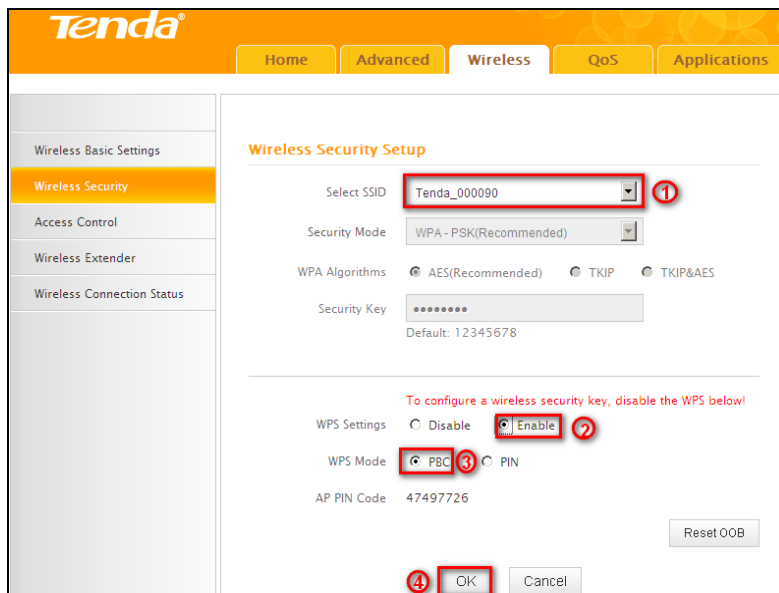 Tenda®
Home Advanced Wireless QoS Applications
Wireless Basic Settings
Wireless Security
Access Control
Wireless Extender
Wireless Connection Status
Wireless Security Setup
Select SSID Tenda_000090 1
Security Mode WPA - PSK(Recommended)
WPA Algorithms AES(Recommended) TKIP TKIP&AES
Security Key ••••••••
Default: 12345678
To configure a wireless security key, disable the WPS below!
WPS Settings Disable Enable 2
WPS Mode PBC 3 PIN
AP PIN Code 47497726
Reset OOB
4 OK Cancel